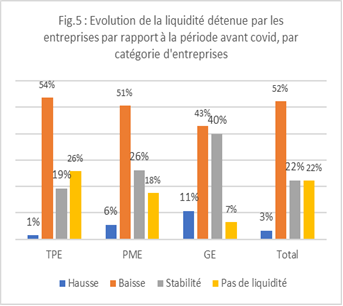 Fig.5 : Evolution de la liquidité détenue par les
entreprises par rapport à la période avant covid, par
catégorie d'entreprises
54%
51%
43%
40%
52%
19%
26%
26%
18%
11%
7%
22%
22%
1%
6%
3%
TPE
PME
GE
Total
Hausse
Baisse
Stabilité
Pas de liquidité